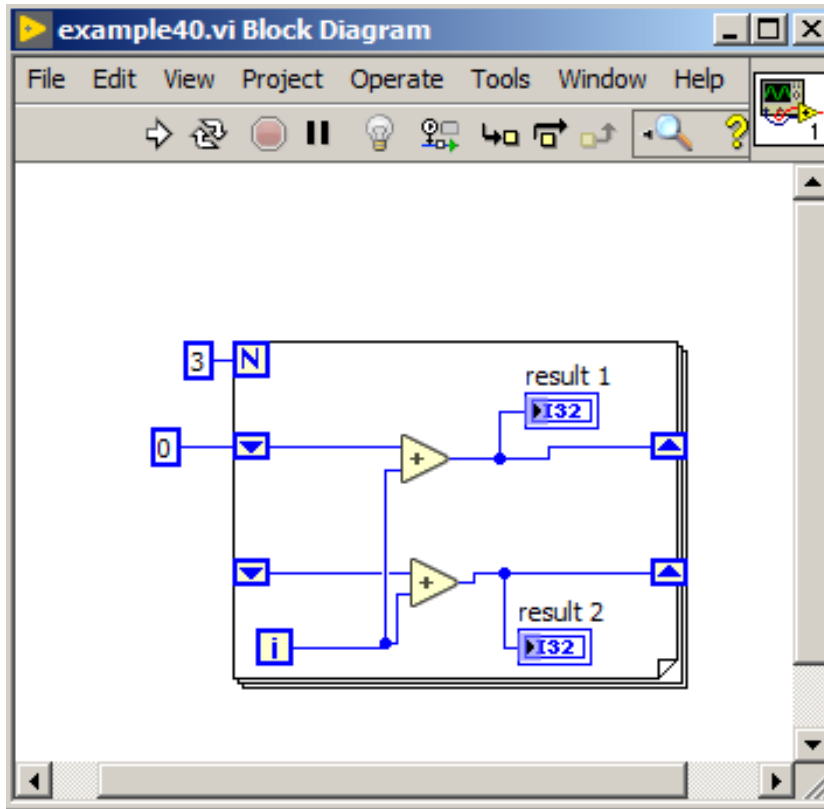 example40.vi Block Diagram
File Edit View Project Operate Tools Window Help
1
3 N
result 1
I32
0
result 2
i
I32